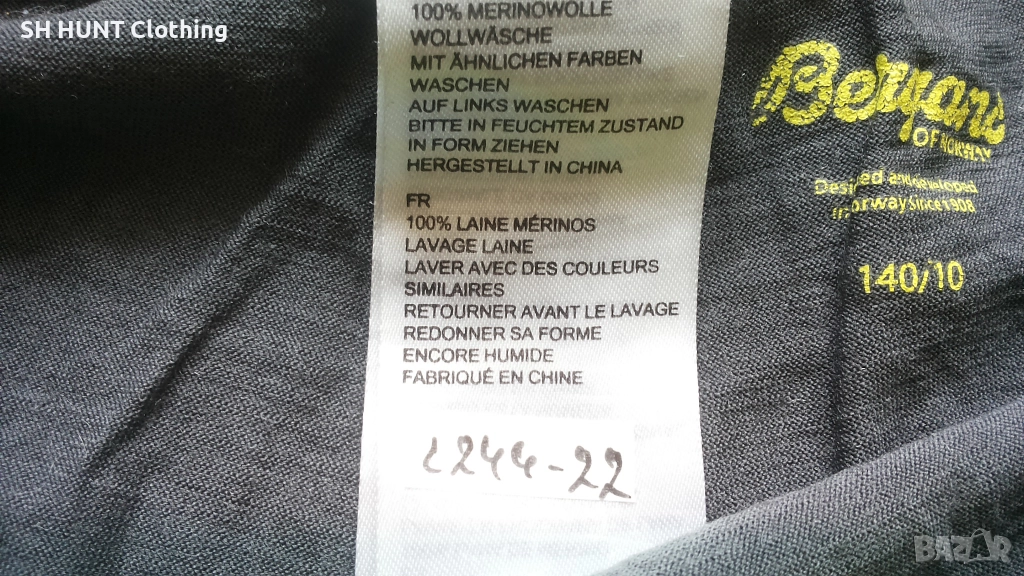 SH HUNT Clothing
100% MERINOWOLLE
WOLLWÄSCHE
MIT ÄHNLICHEN FARBEN
WASCHEN
AUF LINKS WASCHEN
BITTE IN FEUCHTEM ZUSTAND
IN FORM ZIEHEN
HERGESTELLT IN CHINA
FR
100% LAINE MÉRINOS
LAVAGE LAINE
LAVER AVEC DES COULEURS
SIMILAIRES
RETOURNER AVANT LE LAVAGE
REDONNER SA FORME
ENCORE HUMIDE
FABRIQUÉ EN CHINE
L244-22
Bergans
OF NORWAY
Designed and developed
in Norway Since 1908
140/10
BAZAR